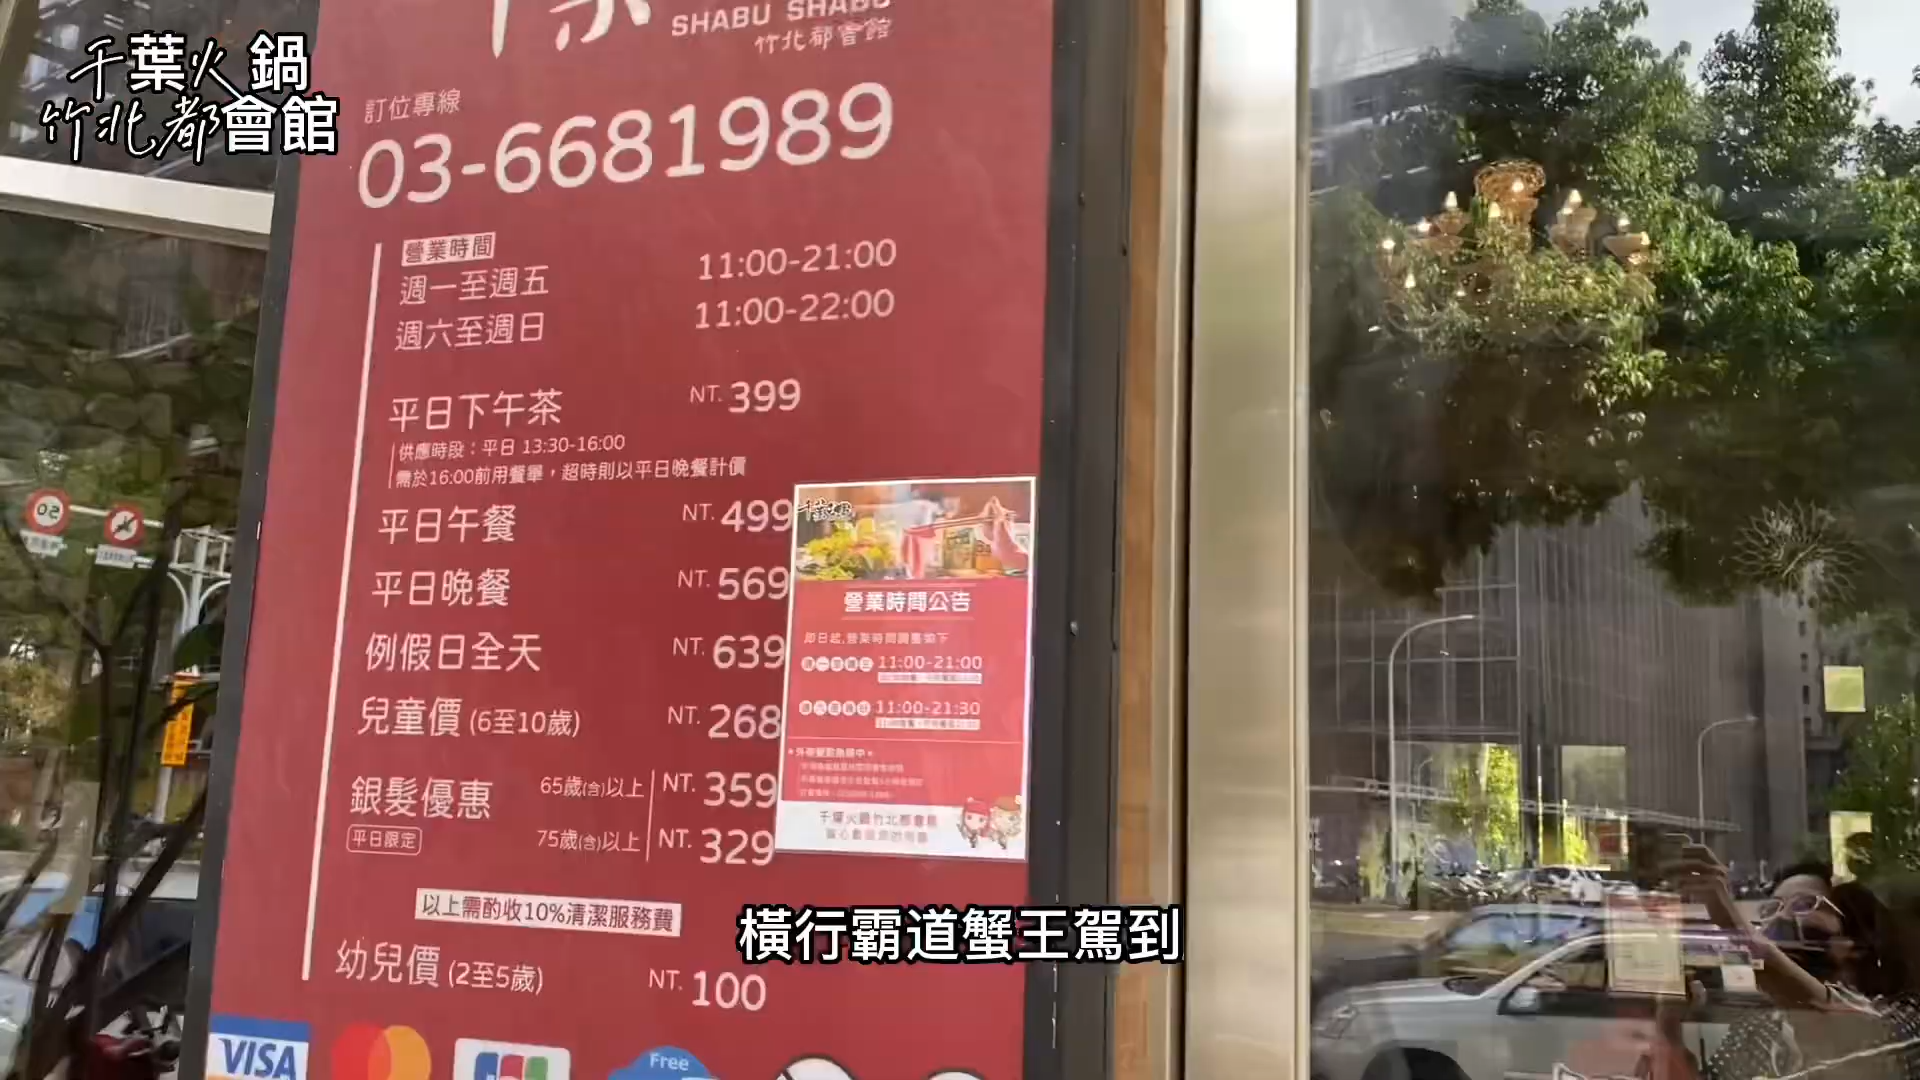 千葉火鍋
竹北都會館
SHABU SHABU
竹北都會館
訂位專線
03-6681989
營業時間
週一至週五 11:00-21:00
週六至週日 11:00-22:00
平日下午茶 NT. 399
供應時段：平日 13:30-16:00
需於16:00前用餐畢，超時則以平日晚餐計價
平日午餐 NT. 499
平日晚餐 NT. 569
例假日全天 NT. 639
兒童價 (6至10歲) NT. 268
銀髮優惠 65歲(含)以上 NT. 359
平日限定 75歲(含)以上 NT. 329
以上需酌收10%清潔服務費
幼兒價 (2至5歲) NT. 100
VISA
Free
千葉火鍋
營業時間公告
即日起,營業時間調整如下
11:00-21:00
11:00-21:30
千葉火鍋竹北都會館
橫行霸道蟹王駕到